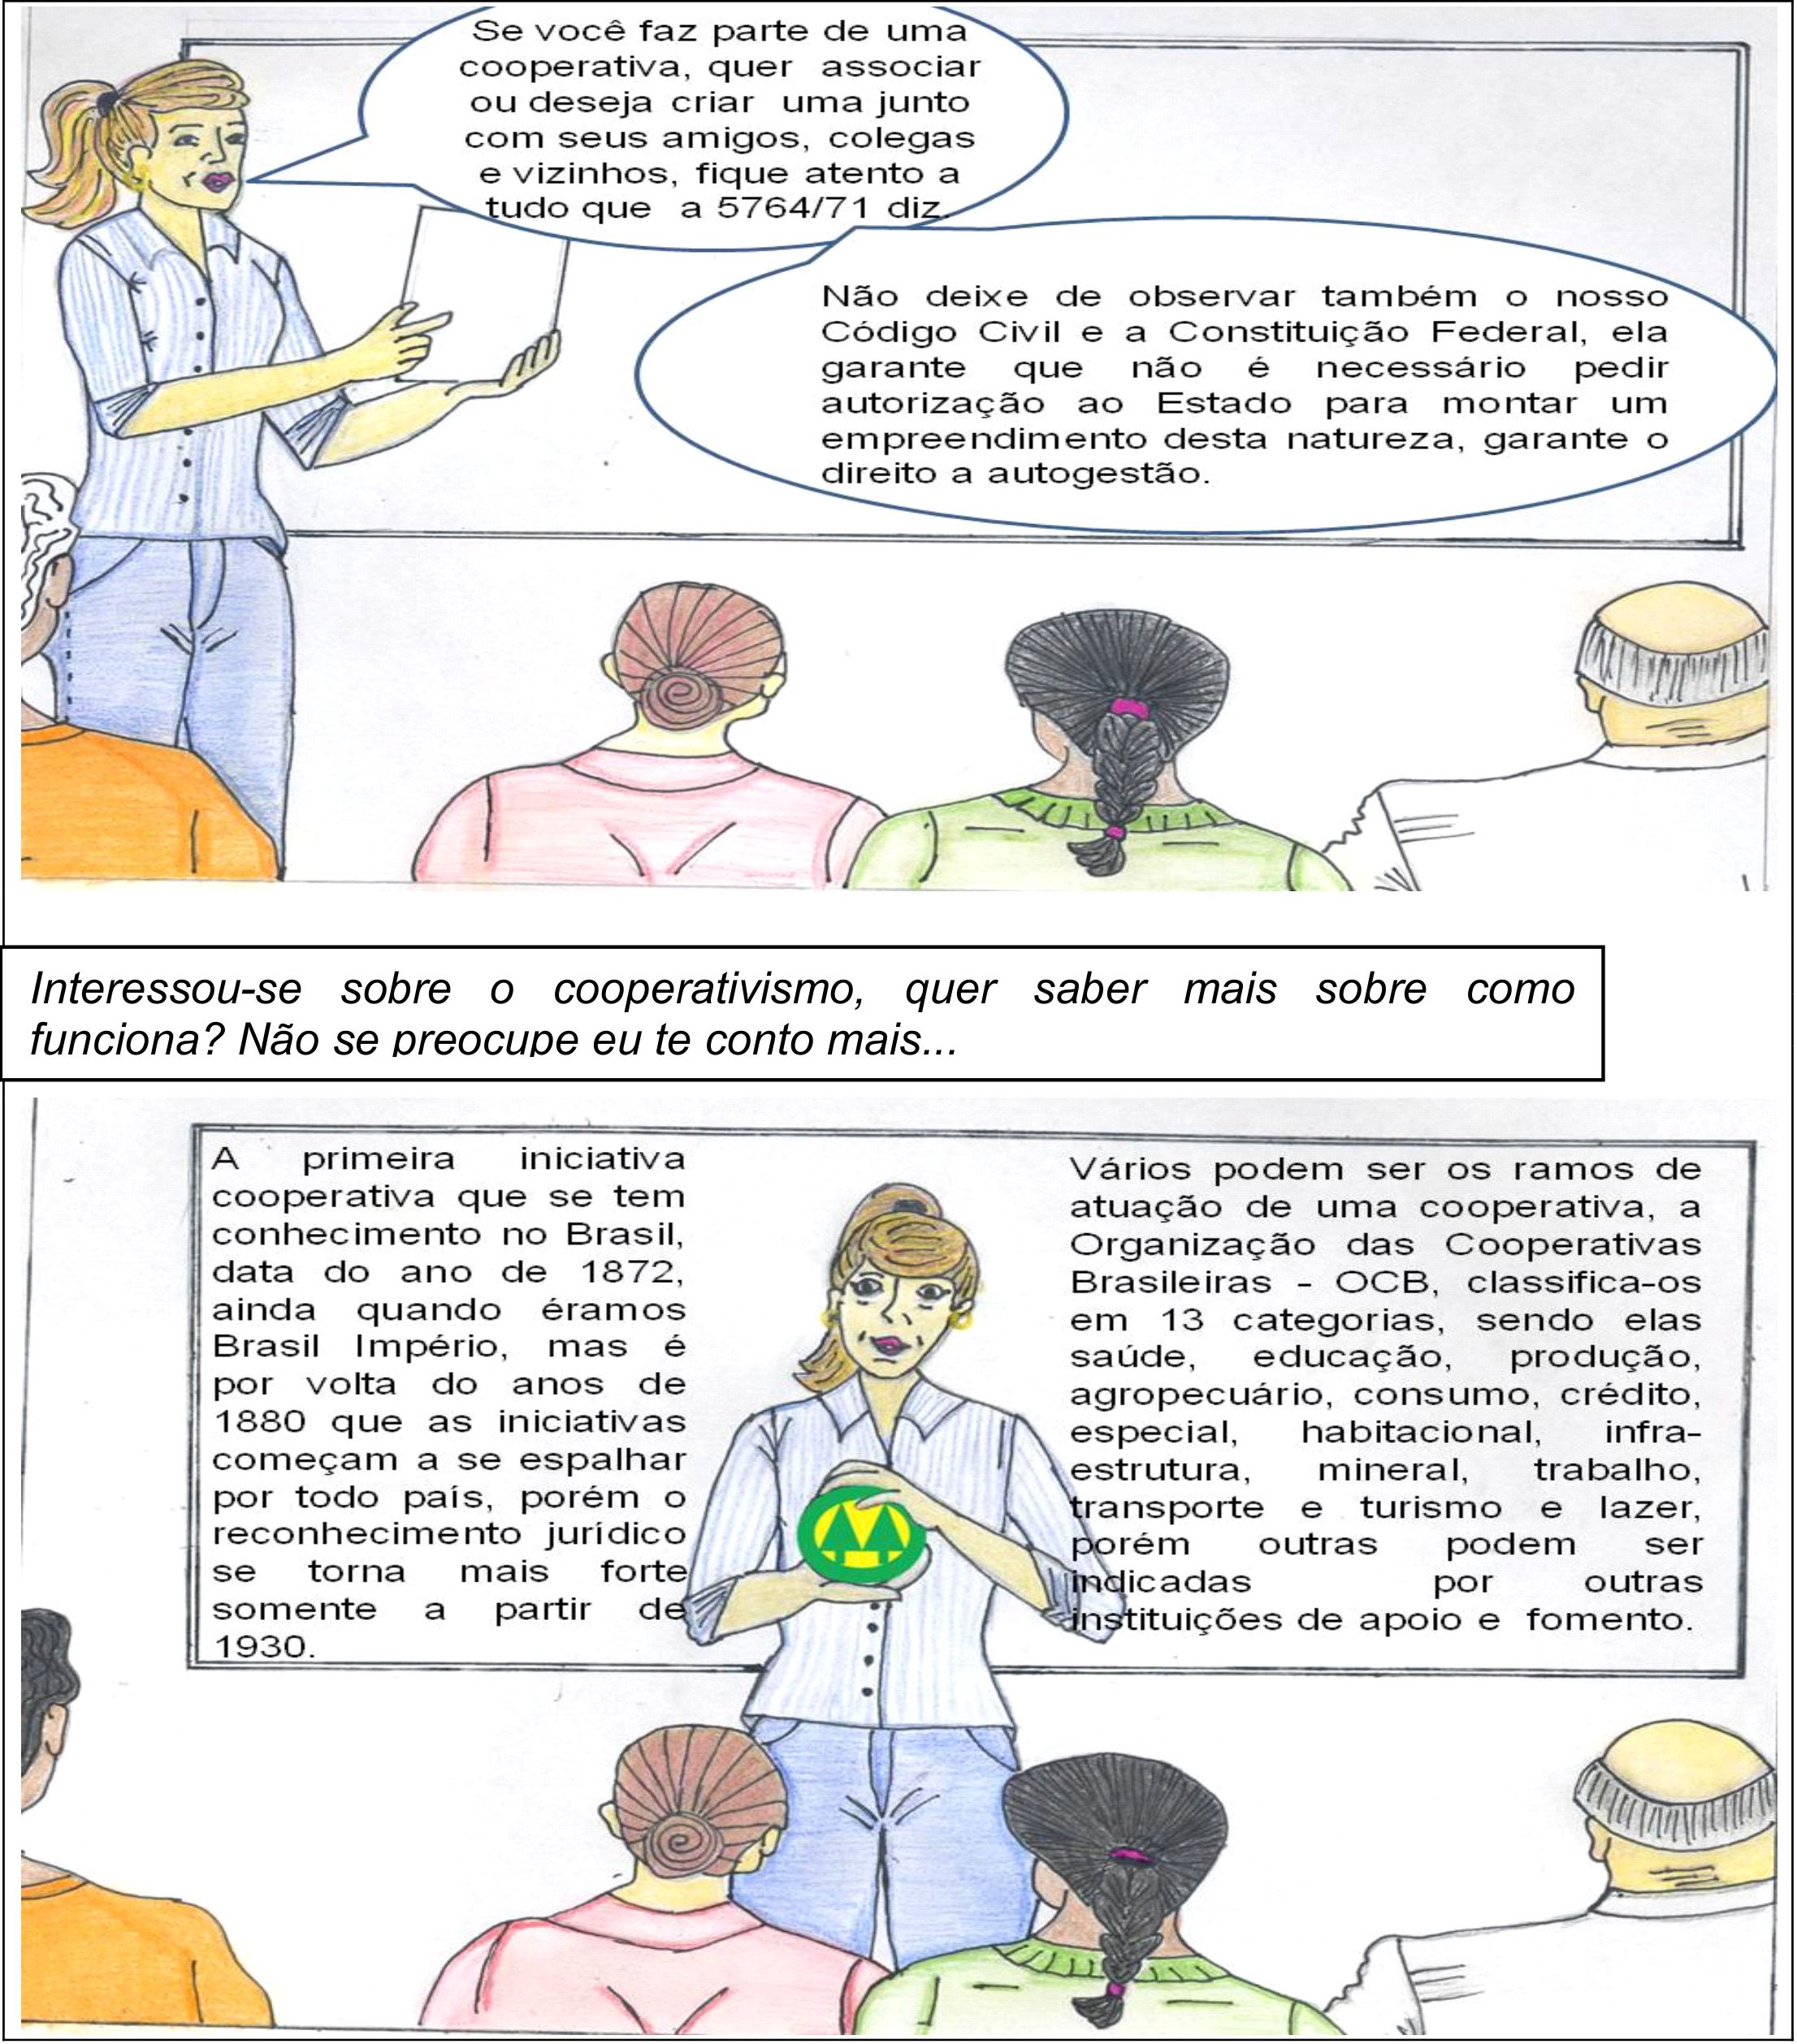 Se você faz parte de uma
cooperativa, quer associar
ou deseja criar uma junto
com seus amigos, colegas
e vizinhos, fique atento a
tudo que a 5764/71 diz.
Não deixe de observar também o nosso
Código Civil e a Constituição Federal, ela
garante que não é necessário pedir
autorização ao Estado para montar um
empreendimento desta natureza, garante o
direito a autogestão.
Interessou-se sobre o cooperativismo, quer saber mais sobre como
funciona? Não se preocupe eu te conto mais...
A primeira iniciativa
cooperativa que se tem
conhecimento no Brasil,
data do ano de 1872,
ainda quando éramos
Brasil Império, mas é
por volta do anos de
1880 que as iniciativas
começam a se espalhar
por todo país, porém o
reconhecimento jurídico
se torna mais forte
somente a partir de
1930.
Vários podem ser os ramos de
atuação de uma cooperativa, a
Organização das Cooperativas
Brasileiras - OCB, classifica-os
em 13 categorias, sendo elas
saúde, educação, produção,
agropecuário, consumo, crédito,
especial, habitacional, infra-
estrutura, mineral, trabalho,
transporte e turismo e lazer,
porém outras podem ser
indicadas por outras
instituições de apoio e fomento.